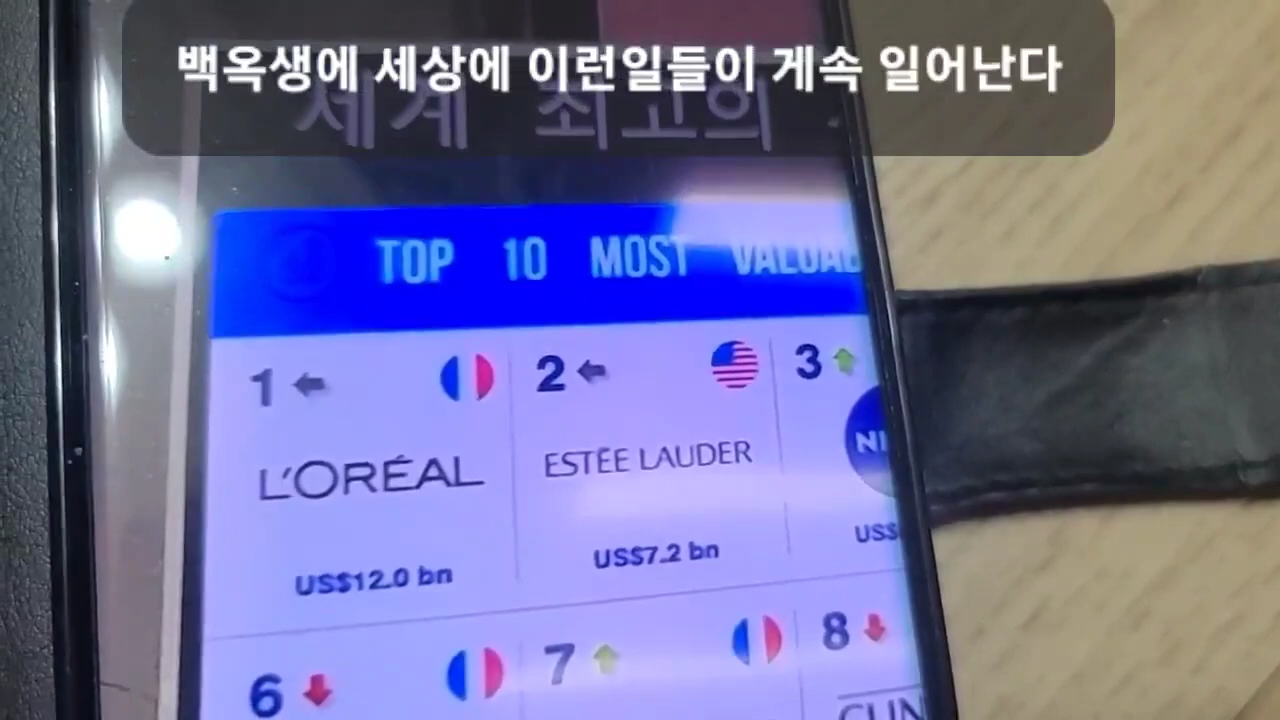 백옥생에 세상에 이런일들이 게속 일어난다
세계 최고의
TOP 10 MOST
1
2
3
L'ORÉAL
ESTĒE LAUDER
US$12.0 bn
US$7.2 bn
US$
6
7
8